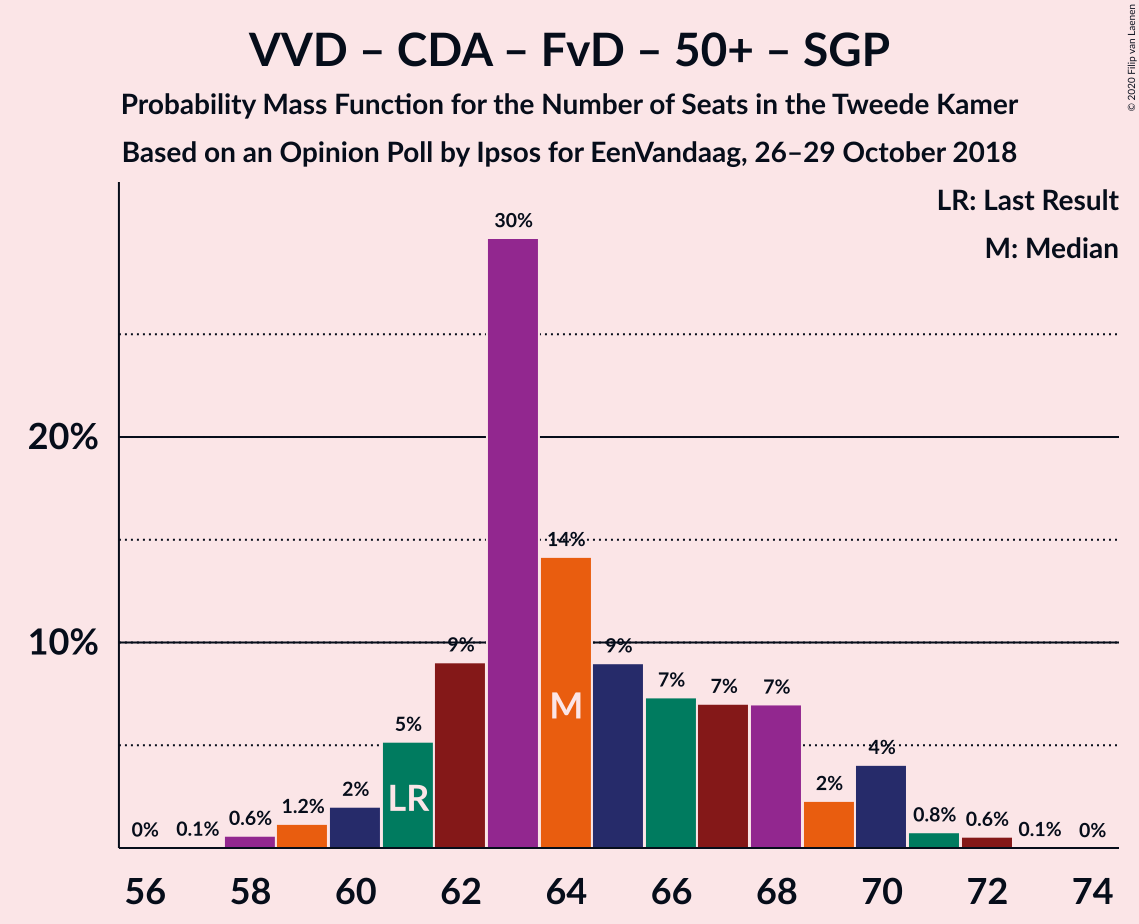 VVD – CDA – FvD – 50+ – SGP
Probability Mass Function for the Number of Seats in the Tweede Kamer
Based on an Opinion Poll by Ipsos for EenVandaag, 26–29 October 2018
© 2020 Filip van Laenen
LR: Last Result
M: Median
30%
20%
14%
10%
9%
9%
7%
7%
7%
M
5%
4%
LR
2%
2%
1.2%
0.6%
0.8%
0.6%
0%
0.1%
0.1%
0%
56 58 60 62 64 66 68 70 72 74